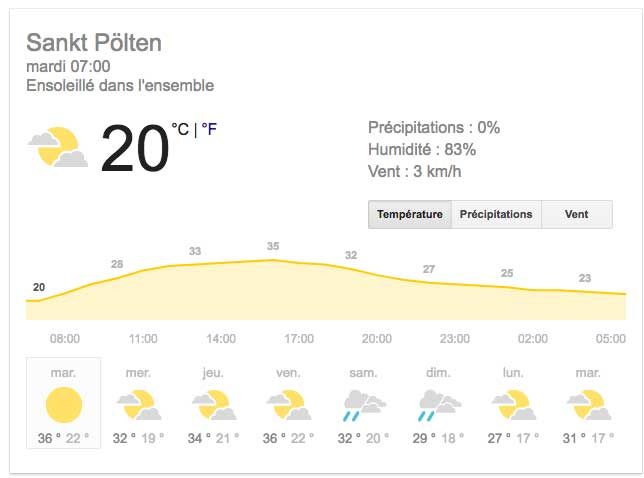 Sankt Pölten
mardi 07:00
Ensoleillé dans l'ensemble
20 °C | °F
Précipitations : 0%
Humidité : 83%
Vent : 3 km/h
Température Précipitations Vent
20 28 33 35 32 27 25 23
08:00 11:00 14:00 17:00 20:00 23:00 02:00 05:00
mar. mer. jeu. ven. sam. dim. lun. mar.
36 ° 22 ° 32 ° 19 ° 34 ° 21 ° 36 ° 22 ° 32 ° 20 ° 29 ° 18 ° 27 ° 17 ° 31 ° 17 °